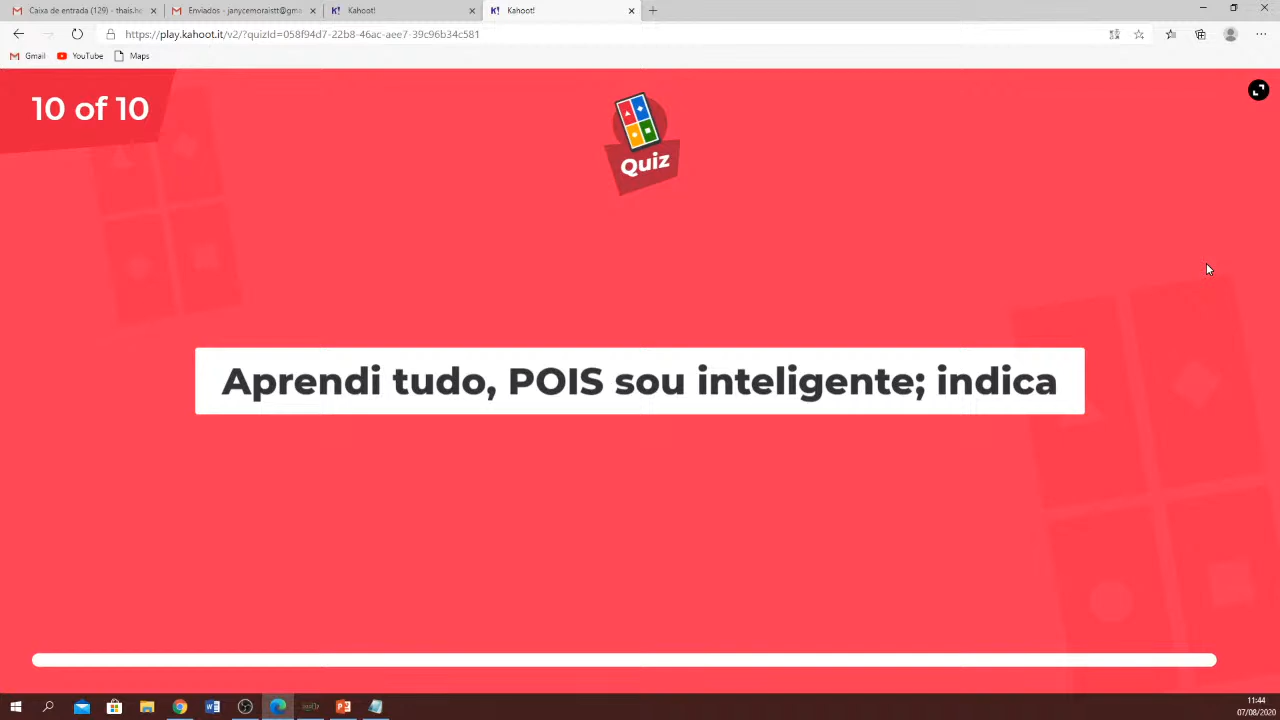 Caixa de entrada (129) - thais.ho
Enviados - janycemoraistt@gma
Kahoot!
Kahoot!
https://play.kahoot.it/v2/?quizId=058f94d7-22b8-46ac-aee7-39c96b34c581
Gmail
YouTube
Maps
10 of 10
Quiz
Aprendi tudo, POIS sou inteligente; indica
11:44
07/08/2020